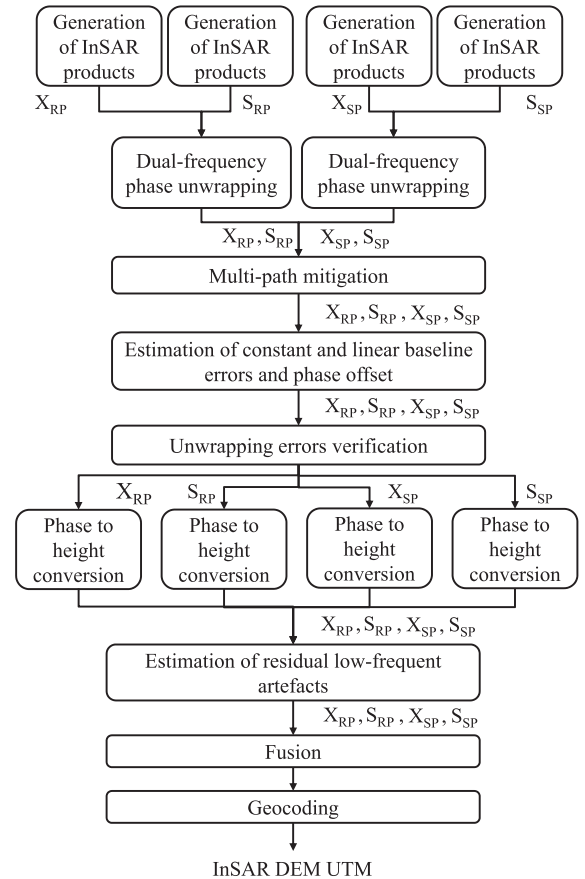 Generation Generation Generation Generation
of InSAR of InSAR of InSAR of InSAR
products products products products
X_RP S_RP X_SP S_SP
Dual-frequency Dual-frequency
phase unwrapping phase unwrapping
X_RP, S_RP X_SP, S_SP
Multi-path mitigation
X_RP, S_RP, X_SP, S_SP
Estimation of constant and linear baseline
errors and phase offset
X_RP, S_RP, X_SP, S_SP
Unwrapping errors verification
X_RP S_RP X_SP S_SP
Phase to Phase to Phase to Phase to
height height height height
conversion conversion conversion conversion
X_RP, S_RP, X_SP, S_SP
Estimation of residual low-frequent
artefacts
X_RP, S_RP, X_SP, S_SP
Fusion
Geocoding
InSAR DEM UTM